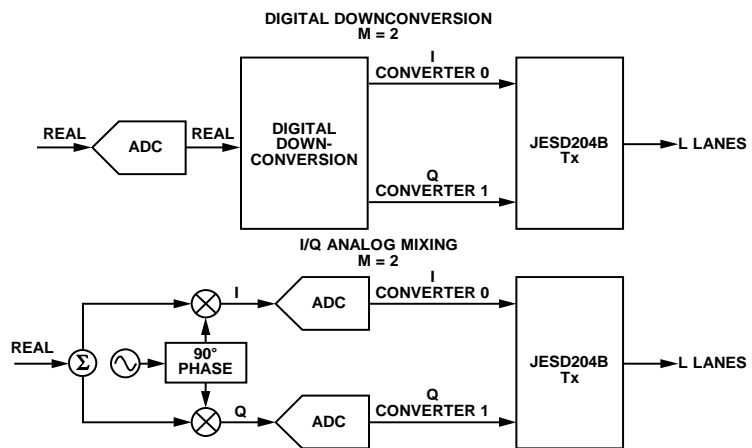 DIGITAL DOWNCONVERSION
M = 2
I
CONVERTER 0
REAL
ADC
REAL
DIGITAL
DOWN-
CONVERSION
JESD204B
Tx
L LANES
Q
CONVERTER 1
I/Q ANALOG MIXING
M = 2
I
ADC
I
CONVERTER 0
REAL
Σ
90°
PHASE
JESD204B
Tx
L LANES
Q
ADC
Q
CONVERTER 1